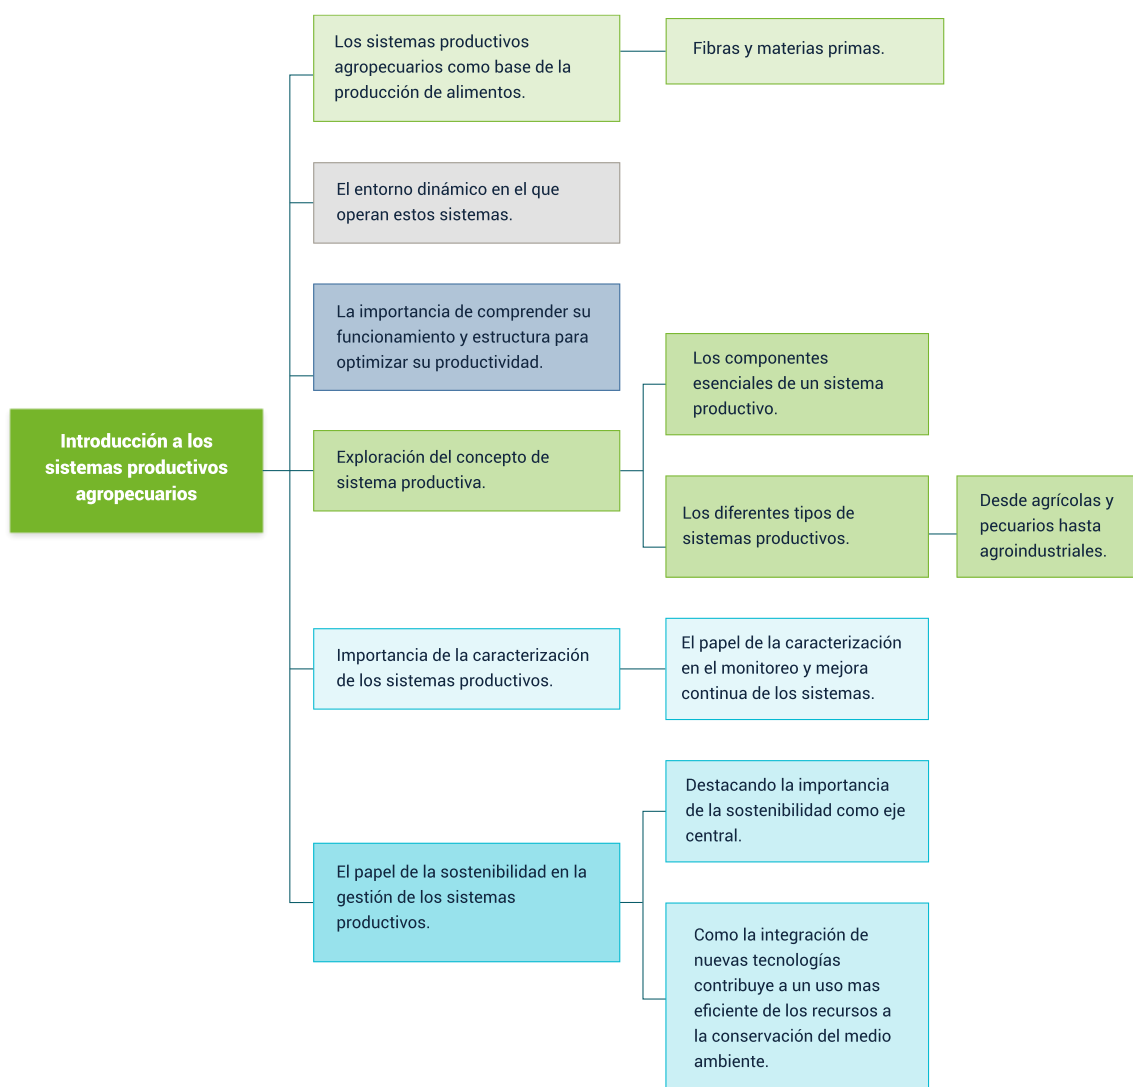 Los sistemas productivos
agropecuarios como base de la
producción de alimentos.
Fibras y materias primas.
El entorno dinámico en el que
operan estos sistemas.
La importancia de comprender su
funcionamiento y estructura para
optimizar su productividad.
Los componentes
esenciales de un sistema
productivo.
Introducción a los
sistemas productivos
agropecuarios
Exploración del concepto de
sistema productiva.
Los diferentes tipos de
sistemas productivos.
Desde agrícolas y
pecuarios hasta
agroindustriales.
Importancia de la caracterización
de los sistemas productivos.
El papel de la caracterización
en el monitoreo y mejora
continua de los sistemas.
Destacando la importancia
de la sostenibilidad como eje
central.
El papel de la sostenibilidad en la
gestión de los sistemas
productivos.
Como la integración de
nuevas tecnologías
contribuye a un uso mas
eficiente de los recursos a
la conservación del medio
ambiente.